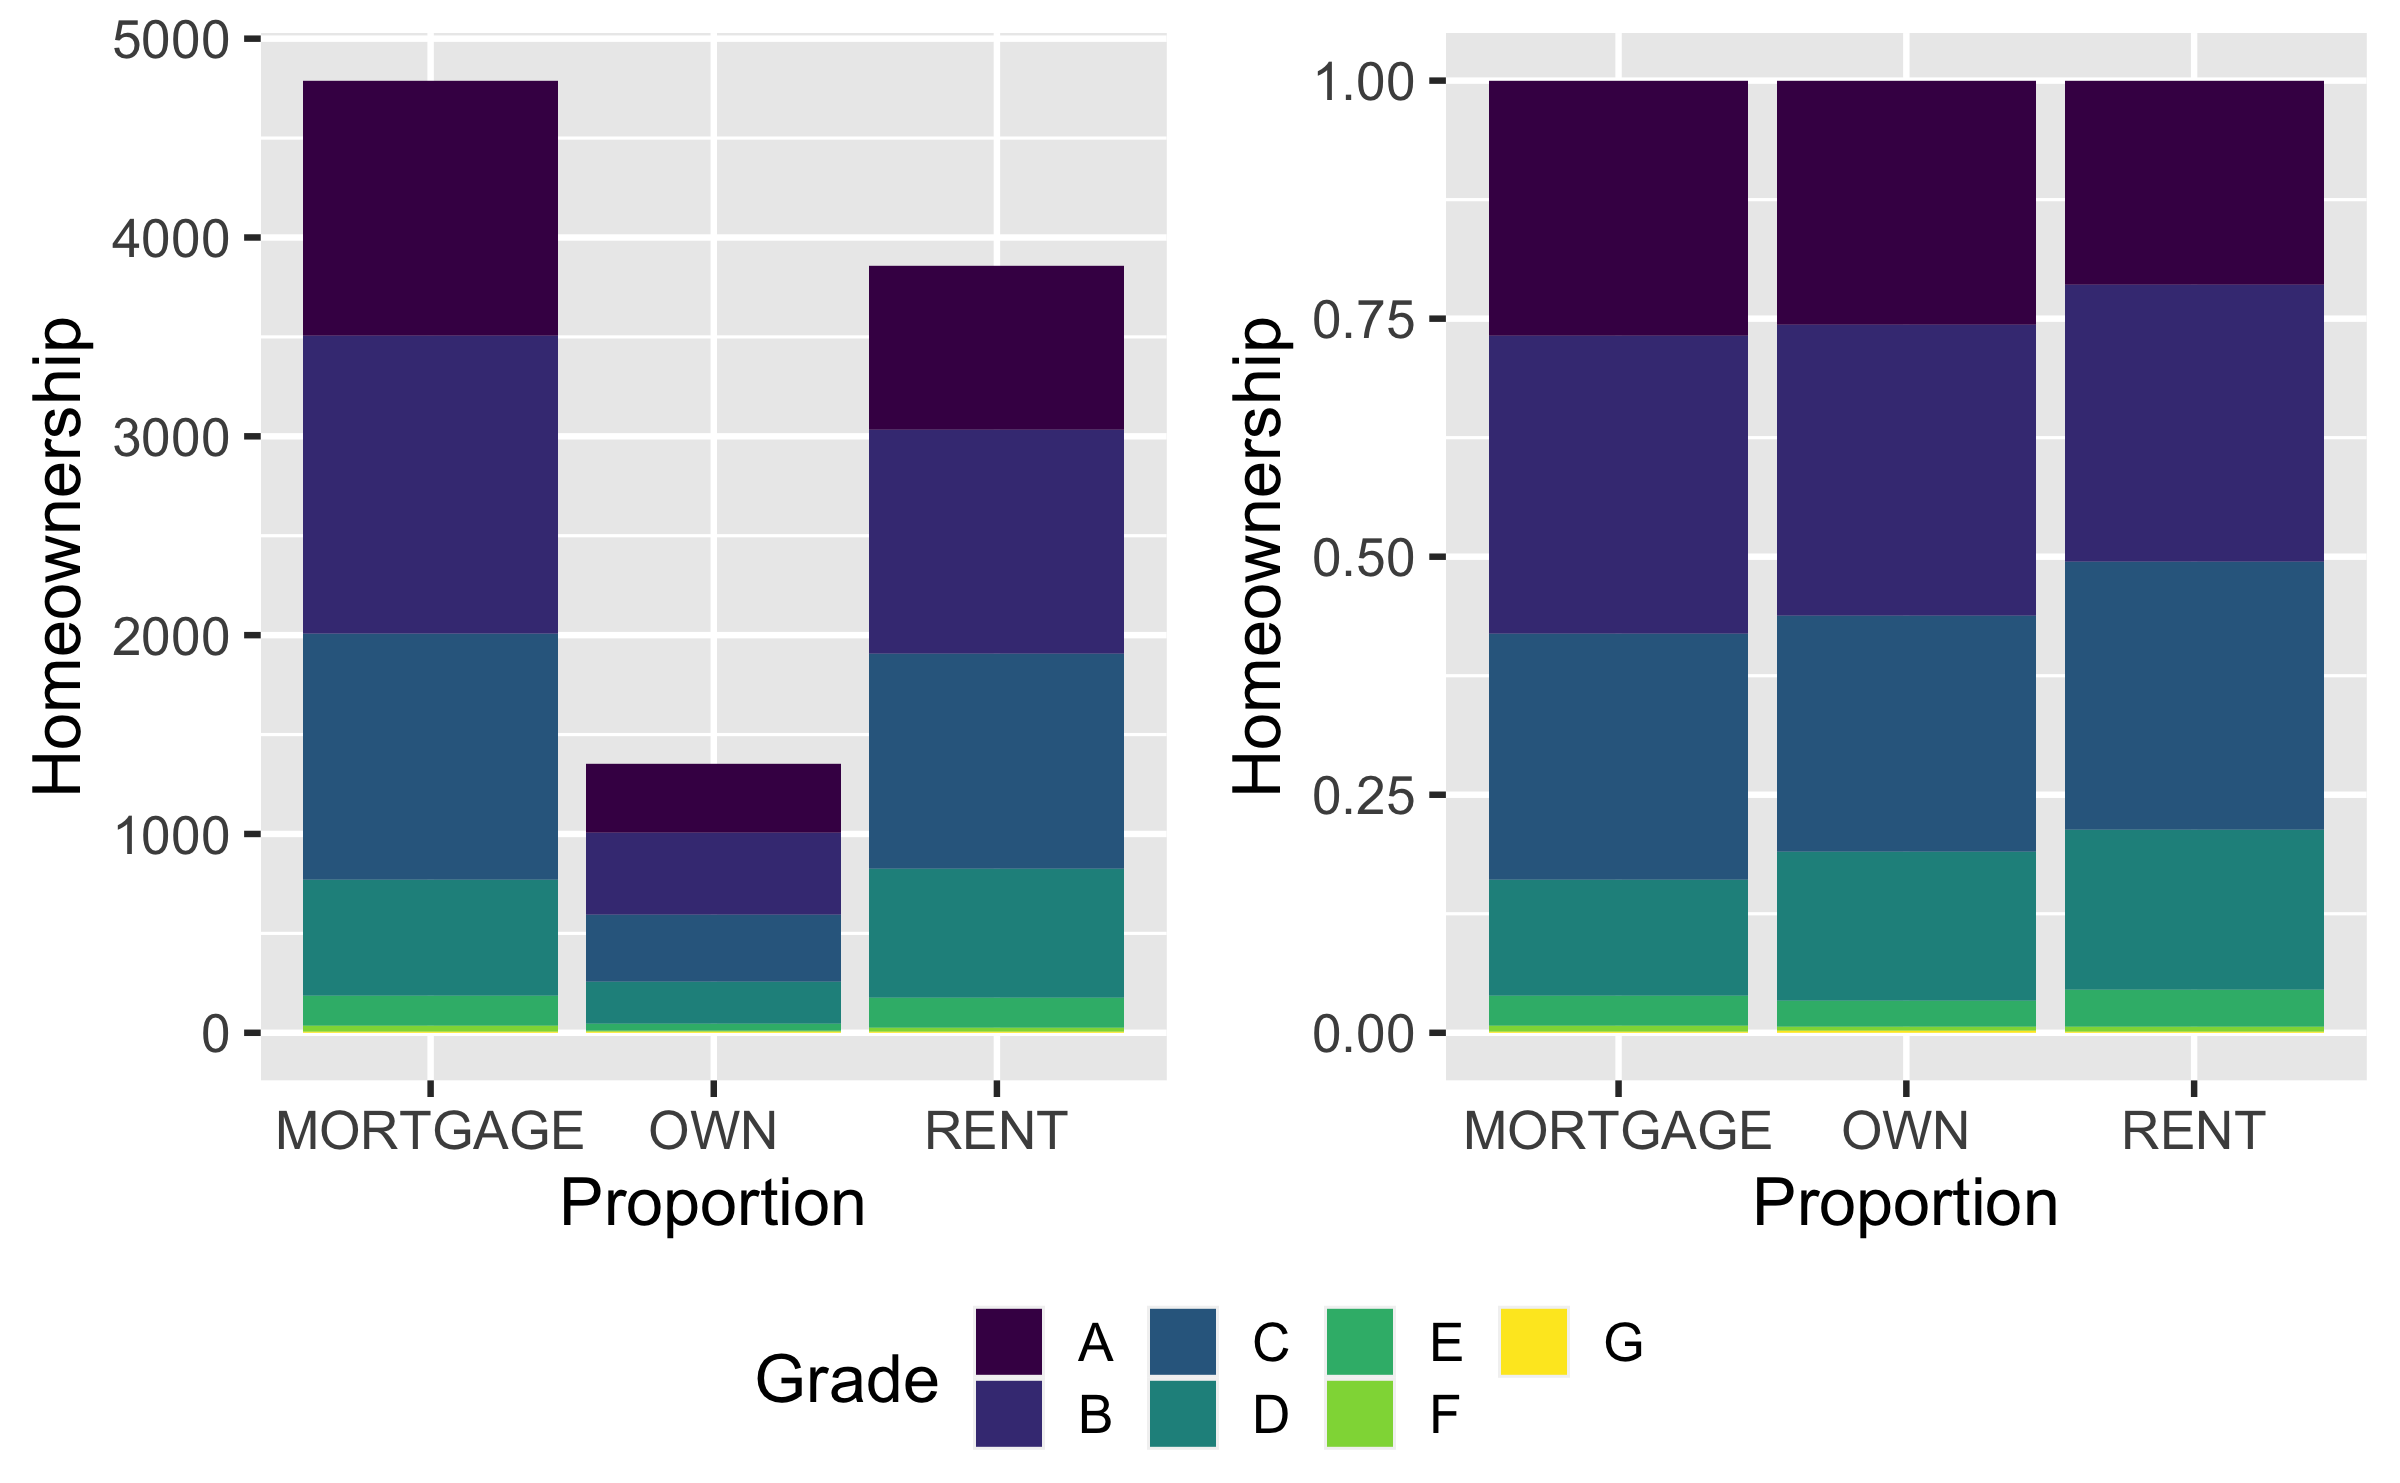 Homeownership
5000
4000
3000
2000
1000
0
MORTGAGE OWN RENT
Proportion
Homeownership
1.00
0.75
0.50
0.25
0.00
MORTGAGE OWN RENT
Proportion
Grade
A C E G
B D F